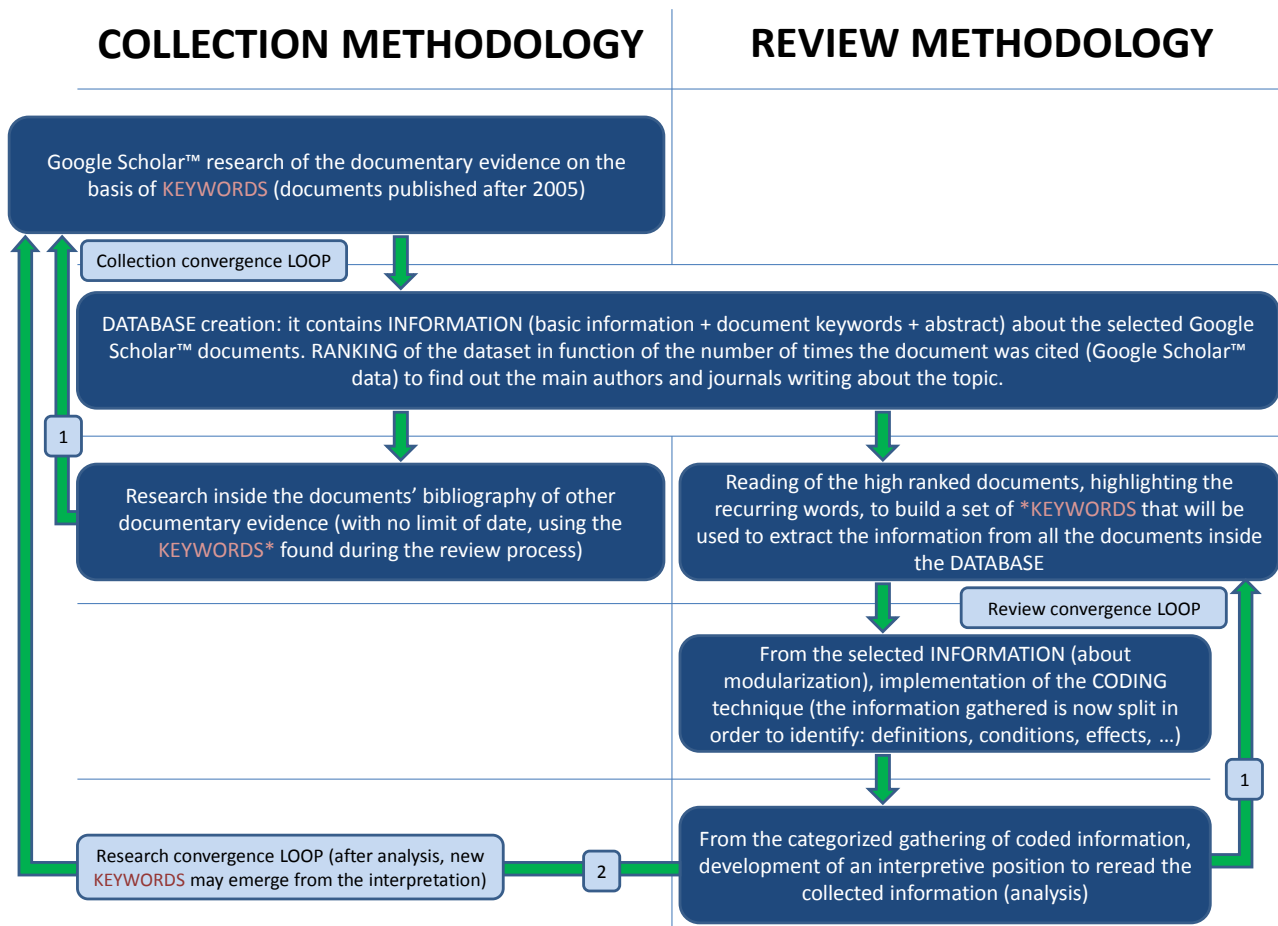 COLLECTION METHODOLOGY
REVIEW METHODOLOGY
Google Scholar™ research of the documentary evidence on the
basis of KEYWORDS (documents published after 2005)
Collection convergence LOOP
DATABASE creation: it contains INFORMATION (basic information + document keywords + abstract) about the selected Google
Scholar™ documents. RANKING of the dataset in function of the number of times the document was cited (Google Scholar™
data) to find out the main authors and journals writing about the topic.
1
Research inside the documents’ bibliography of other
documentary evidence (with no limit of date, using the
KEYWORDS* found during the review process)
Reading of the high ranked documents, highlighting the
recurring words, to build a set of *KEYWORDS that will be
used to extract the information from all the documents inside
the DATABASE
Review convergence LOOP
From the selected INFORMATION (about
modularization), implementation of the CODING
technique (the information gathered is now split in
order to identify: definitions, conditions, effects, …)
1
Research convergence LOOP (after analysis, new
KEYWORDS may emerge from the interpretation)
2
From the categorized gathering of coded information,
development of an interpretive position to reread the
collected information (analysis)